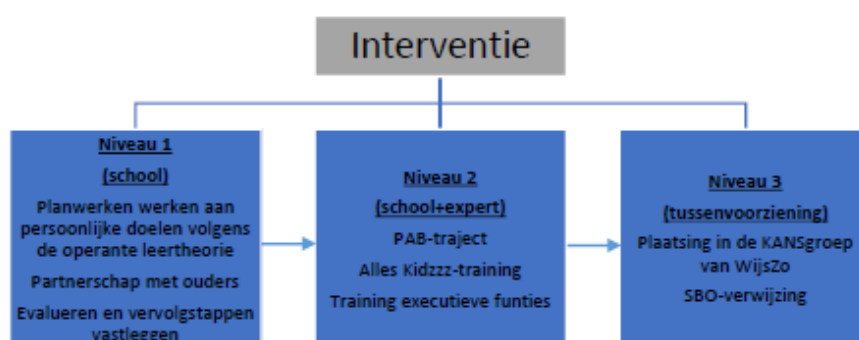 Interventie
Niveau 1
(school)
Planwerken werken aan
persoonlijke doelen volgens
de operante leertheorie
Partnerschap met ouders
Evalueren en vervolgstappen
vastleggen
Niveau 2
(school+expert)
PAB-traject
Alles Kidzzz-training
Training executieve funties
Niveau 3
(tussenvoorziening)
Plaatsing in de KANSgroep
van WijsZo
SBO-verwijzing